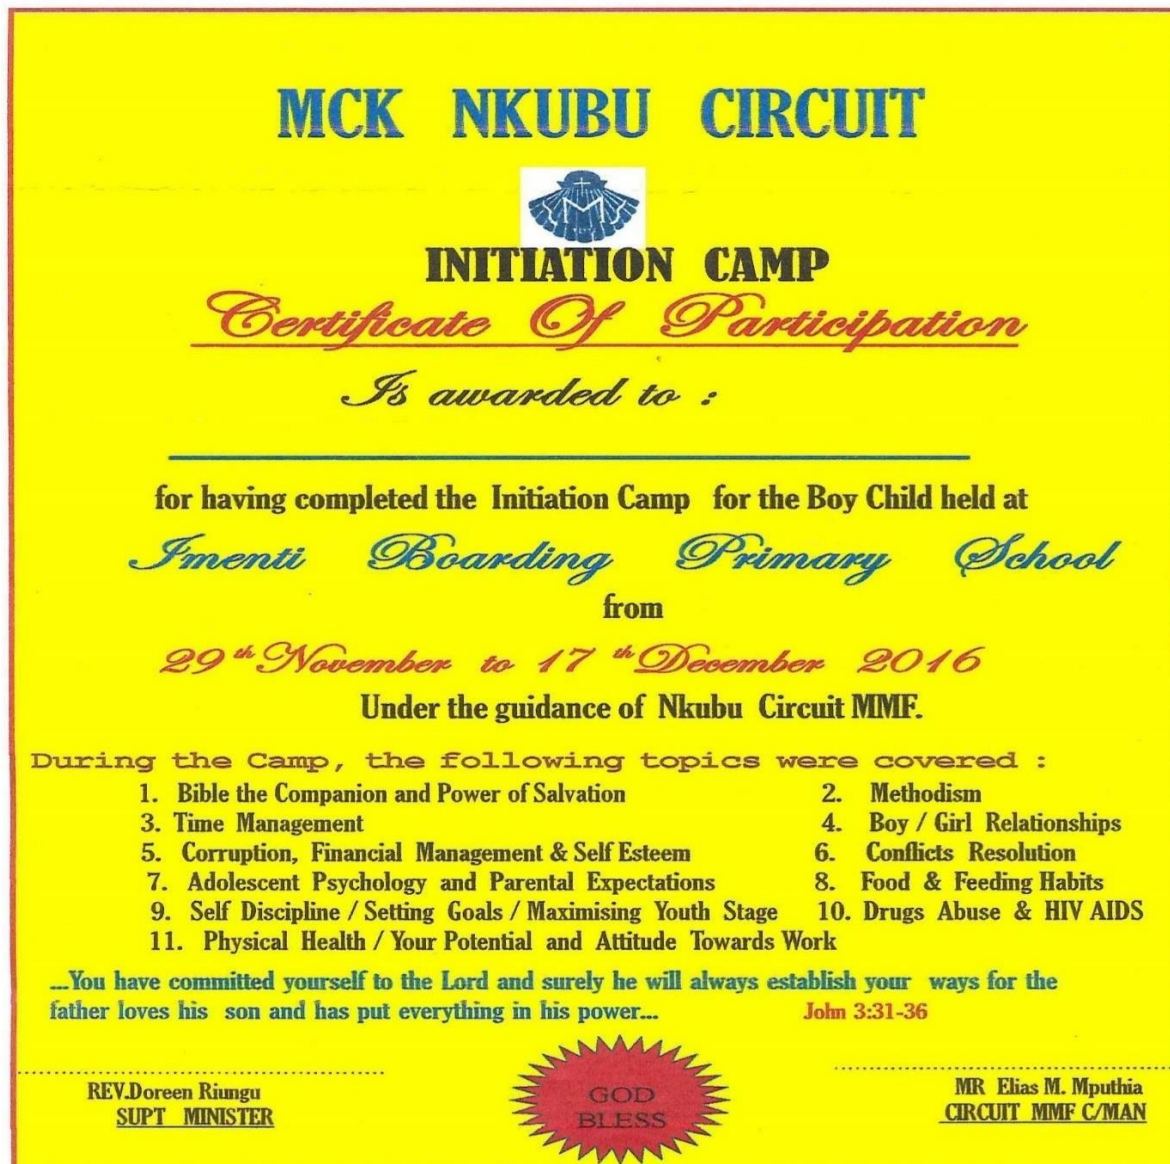 MCK NKUBU CIRCUIT
M
INITIATION CAMP
Certificate Of Participation
Is awarded to :
for having completed the Initiation Camp for the Boy Child held at
Imenti Boarding Primary School
from
29th November to 17th December 2016
Under the guidance of Nkubu Circuit MMF.
During the Camp, the following topics were covered :
1. Bible the Companion and Power of Salvation 2. Methodism
3. Time Management 4. Boy / Girl Relationships
5. Corruption, Financial Management & Self Esteem 6. Conflicts Resolution
7. Adolescent Psychology and Parental Expectations 8. Food & Feeding Habits
9. Self Discipline / Setting Goals / Maximising Youth Stage 10. Drugs Abuse & HIV AIDS
11. Physical Health / Your Potential and Attitude Towards Work
...You have committed yourself to the Lord and surely he will always establish your ways for the
father loves his son and has put everything in his power... John 3:31-36
REV.Doreen Riungu
SUPT MINISTER
GOD
BLESS
MR Elias M. Mputhia
CIRCUIT MMF C/MAN